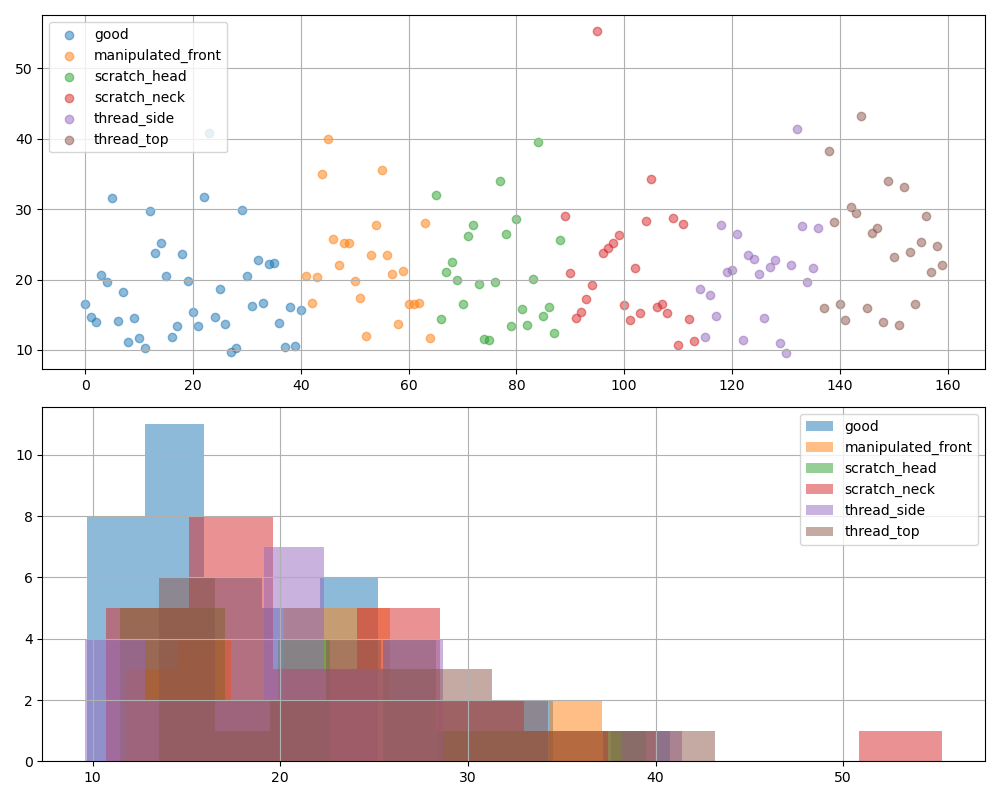 good
manipulated_front
scratch_head
scratch_neck
thread_side
thread_top
50
40
30
20
10
0 20 40 60 80 100 120 140 160
good
manipulated_front
scratch_head
scratch_neck
thread_side
thread_top
10
8
6
4
2
0
10 20 30 40 50